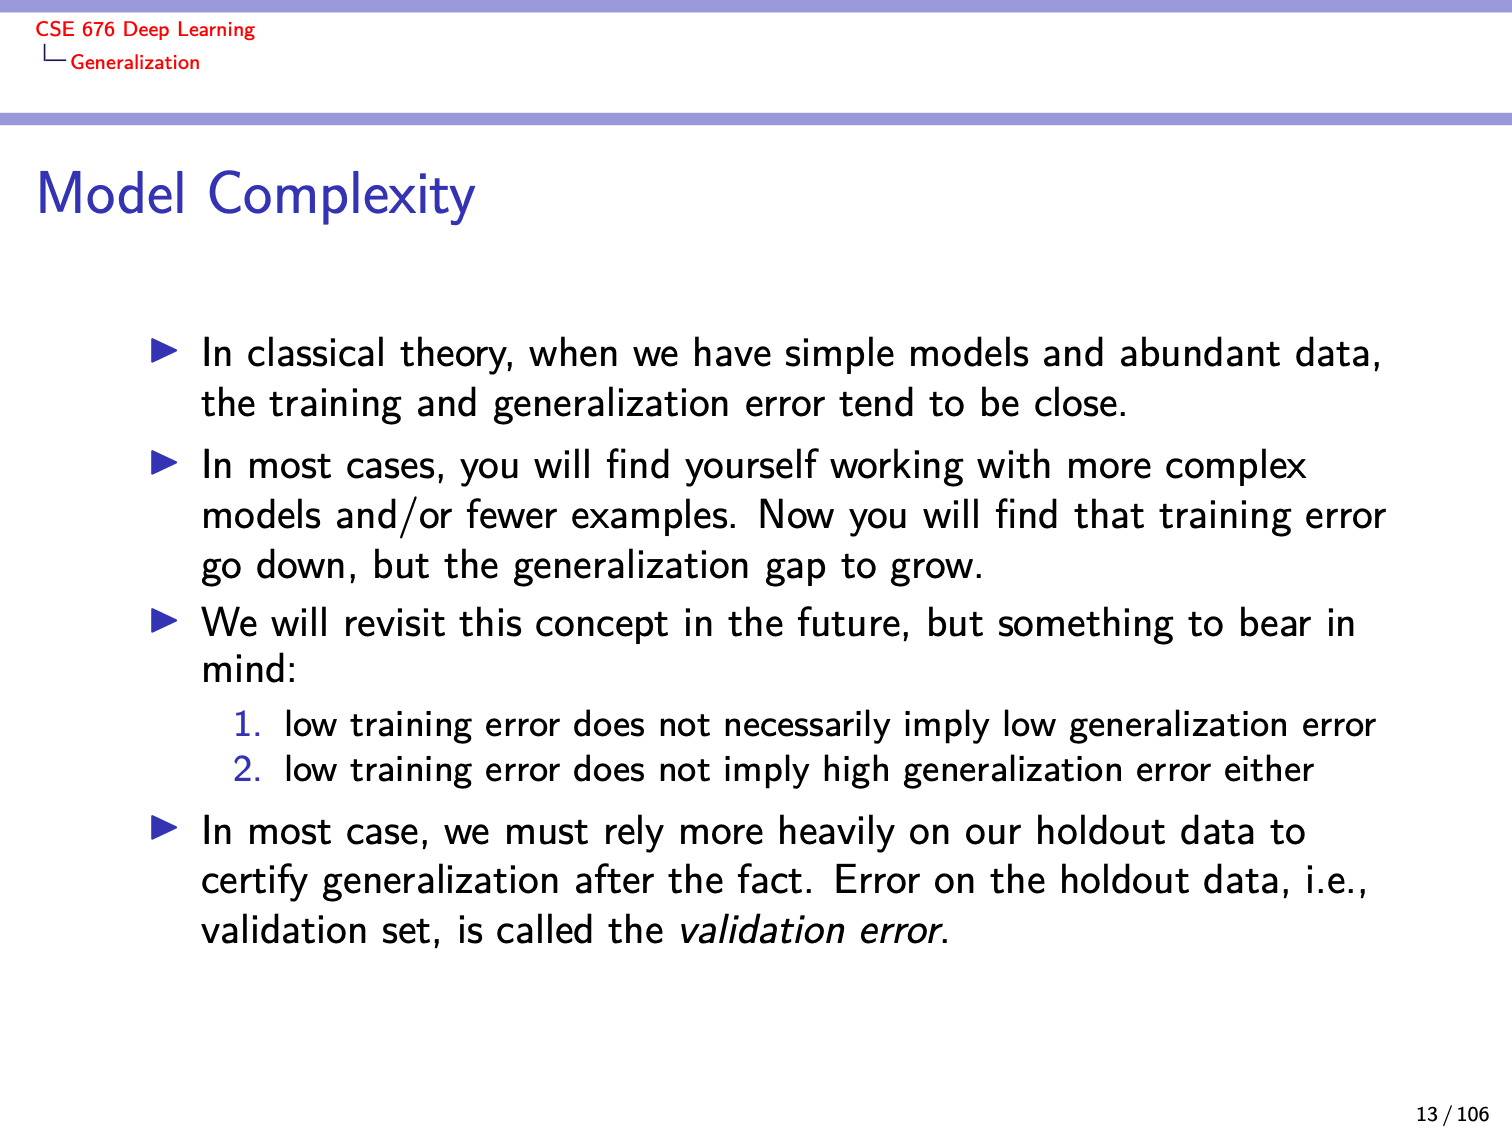 CSE 676 Deep Learning
Generalization
Model Complexity
In classical theory, when we have simple models and abundant data,
the training and generalization error tend to be close.
In most cases, you will find yourself working with more complex
models and/or fewer examples. Now you will find that training error
go down, but the generalization gap to grow.
We will revisit this concept in the future, but something to bear in
mind:
1. low training error does not necessarily imply low generalization error
2. low training error does not imply high generalization error either
In most case, we must rely more heavily on our holdout data to
certify generalization after the fact. Error on the holdout data, i.e.,
validation set, is called the validation error.
13 / 106